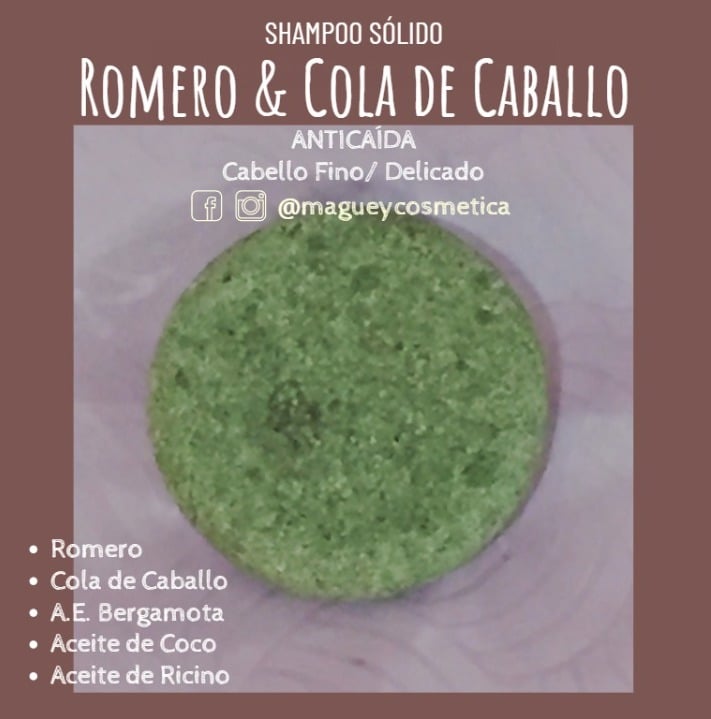 SHAMPOO SÓLIDO
ROMERO & COLA DE CABALLO
ANTICAÍDA
Cabello Fino/ Delicado
@magueycosmetica
• Romero
• Cola de Caballo
• A.E. Bergamota
• Aceite de Coco
• Aceite de Ricino